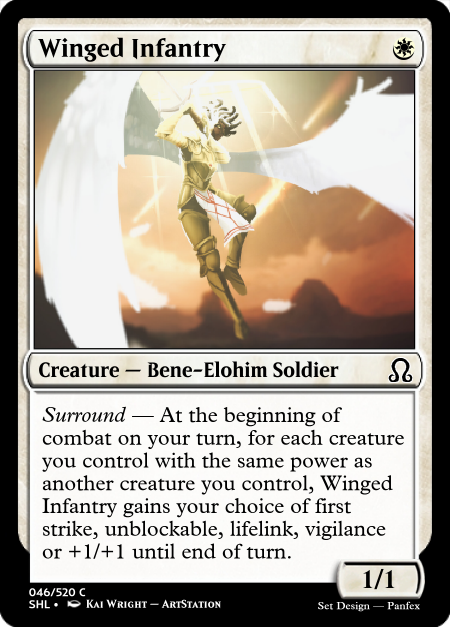 Winged Infantry
Creature — Bene-Elohim Soldier
Surround — At the beginning of
combat on your turn, for each creature
you control with the same power as
another creature you control, Winged
Infantry gains your choice of first
strike, unblockable, lifelink, vigilance
or +1/+1 until end of turn.
1/1
046/520 C
SHL • Kai Wright — ArtStation
Set Design — Panfex